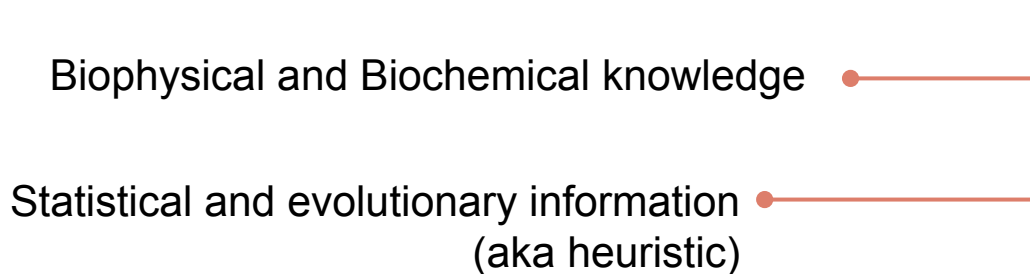 Biophysical and Biochemical knowledge
Statistical and evolutionary information
(aka heuristic)